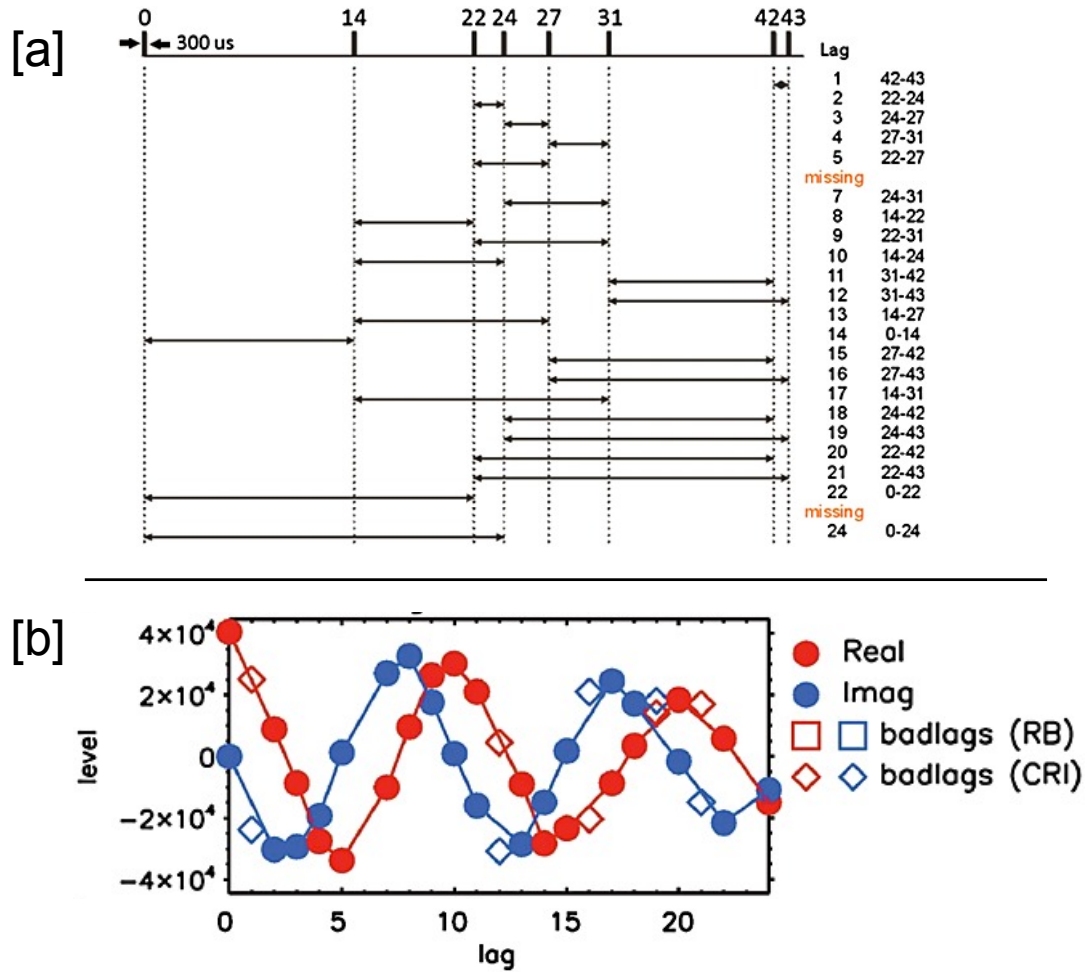 [a]
0 14 22 24 27 31 42 43
300 us
Lag
1 42-43
2 22-24
3 24-27
4 27-31
5 22-27
missing
7 24-31
8 14-22
9 22-31
10 14-24
11 31-42
12 31-43
13 14-27
14 0-14
15 27-42
16 27-43
17 14-31
18 24-42
19 24-43
20 22-42
21 22-43
22 0-22
missing
24 0-24
[b]
4×10⁴
2×10⁴
0
−2×10⁴
−4×10⁴
level
0 5 10 15 20
lag
Real
Imag
badlags (RB)
badlags (CRI)